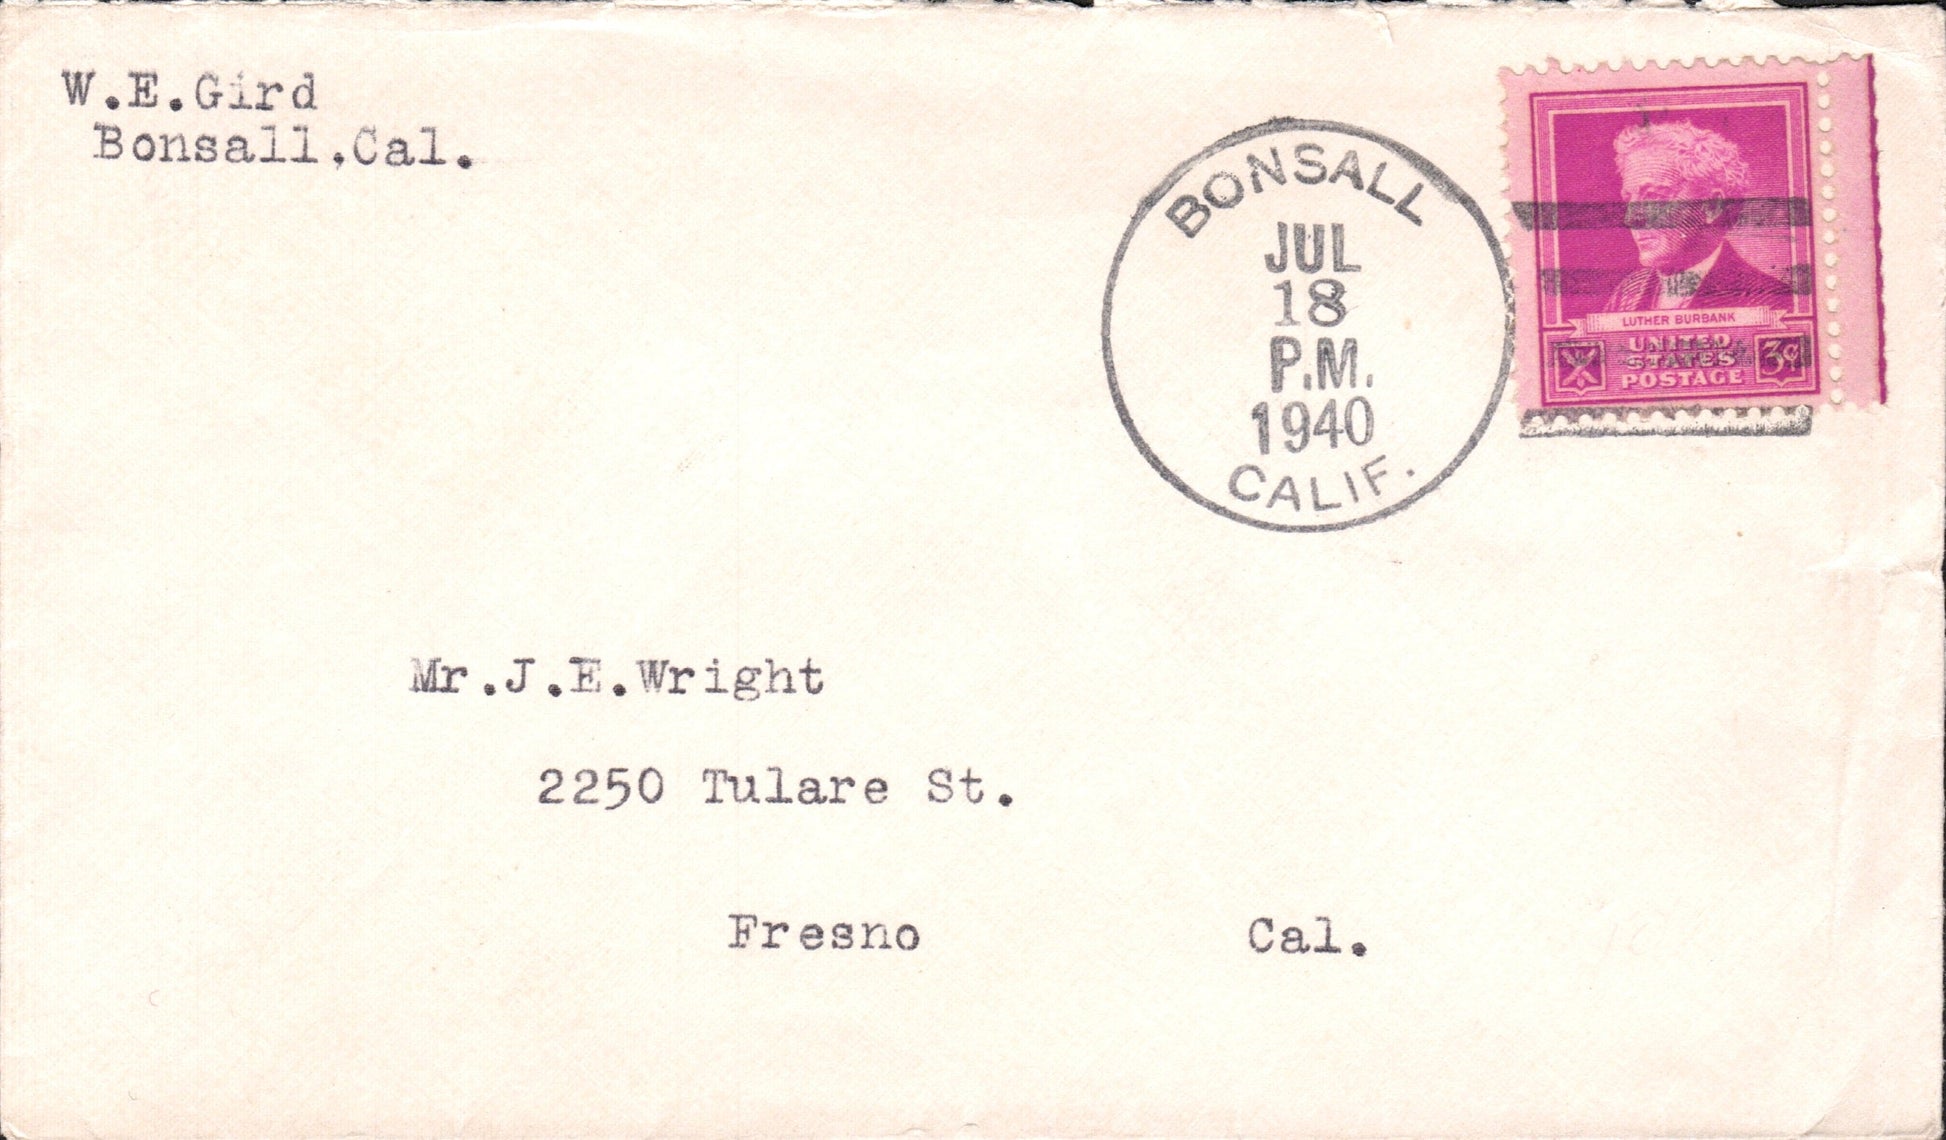 W.E.Gird
Bonsall,Cal.
BONSALL
JUL
18
P.M.
1940
CALIF.
LUTHER BURBANK
UNITED
STATES
POSTAGE
3¢
Mr.J.E.Wright
2250 Tulare St.
Fresno Cal.